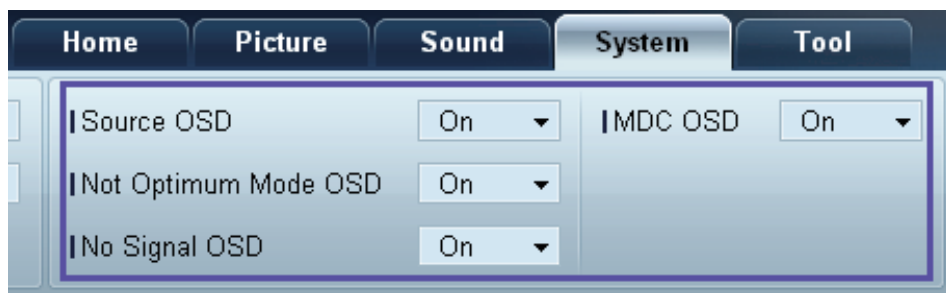 Home Picture Sound System Tool
Source OSD On MDC OSD On
Not Optimum Mode OSD On
No Signal OSD On